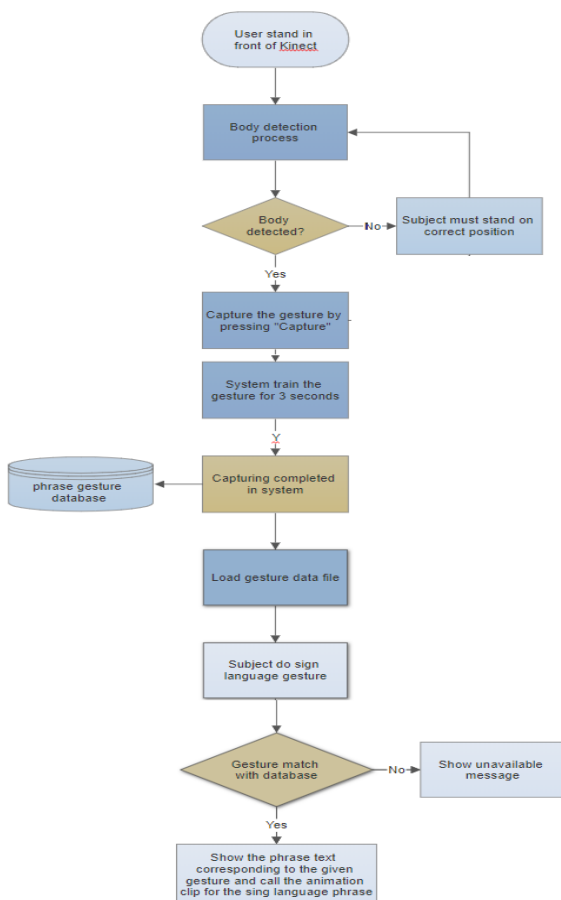 User stand in
front of Kinect
Body detection
process
Body
detected?
No
Subject must stand on
correct position
Yes
Capture the gesture by
pressing "Capture"
System train the
gesture for 3 seconds
Y
Capturing completed
in system
phrase gesture
database
Load gesture data file
Subject do sign
language gesture
Gesture match
with database
No
Show unavailable
message
Yes
Show the phrase text
corresponding to the given
gesture and call the animation
clip for the sing language phrase